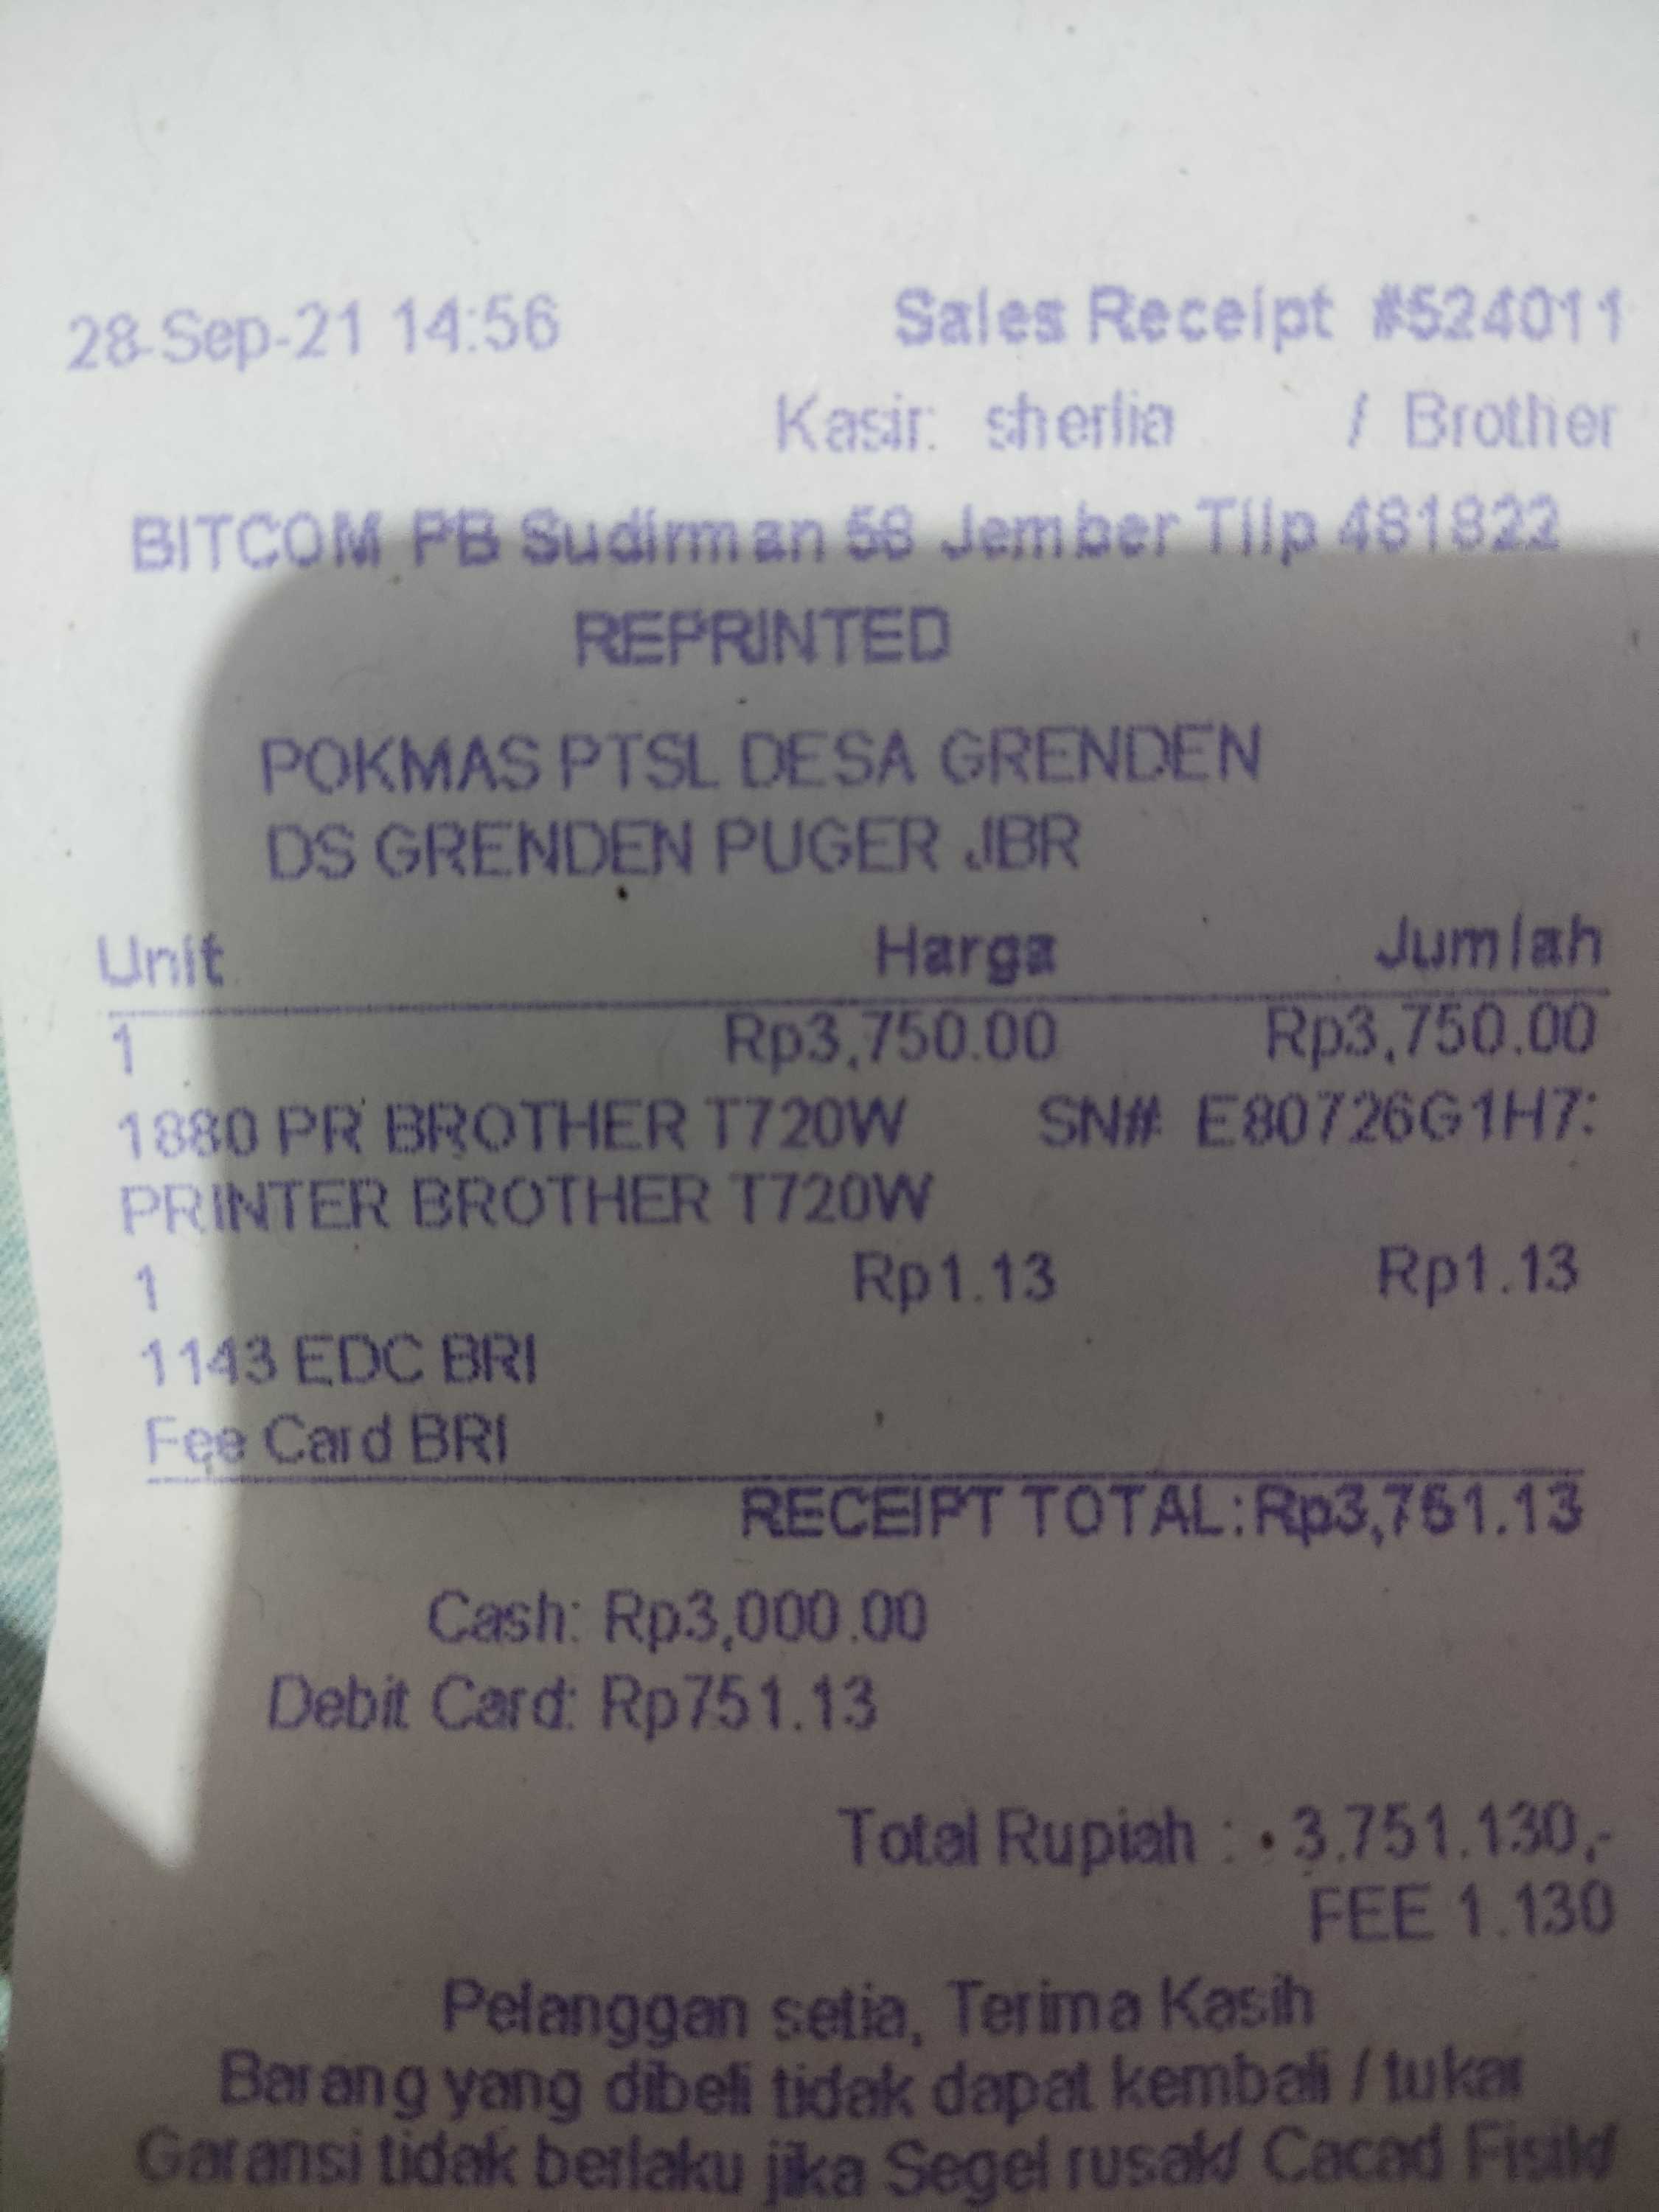 28-Sep-21 14:56 Sales Receipt #524011
Kasir: sherlia / Brother
BITCOM PB Sudirman 58 Jember Tlp 481822
REPRINTED
POKMAS PTSL DESA GRENDEN
DS GRENDEN PUGER JBR
Unit Harga Jumlah
1 Rp3,750.00 Rp3,750.00
1880 PR BROTHER T720W SN# E80726G1H7:
PRINTER BROTHER T720W
1 Rp1.13 Rp1.13
1143 EDC BRI
Fee Card BRI
RECEIPT TOTAL: Rp3,751.13
Cash: Rp3,000.00
Debit Card: Rp751.13
Total Rupiah : 3.751.130,-
FEE 1.130
Pelanggan setia, Terima Kasih
Barang yang dibeli tidak dapat kembali / tukar
Garansi tidak berlaku jika Segel rusak/ Cacad Fisik/